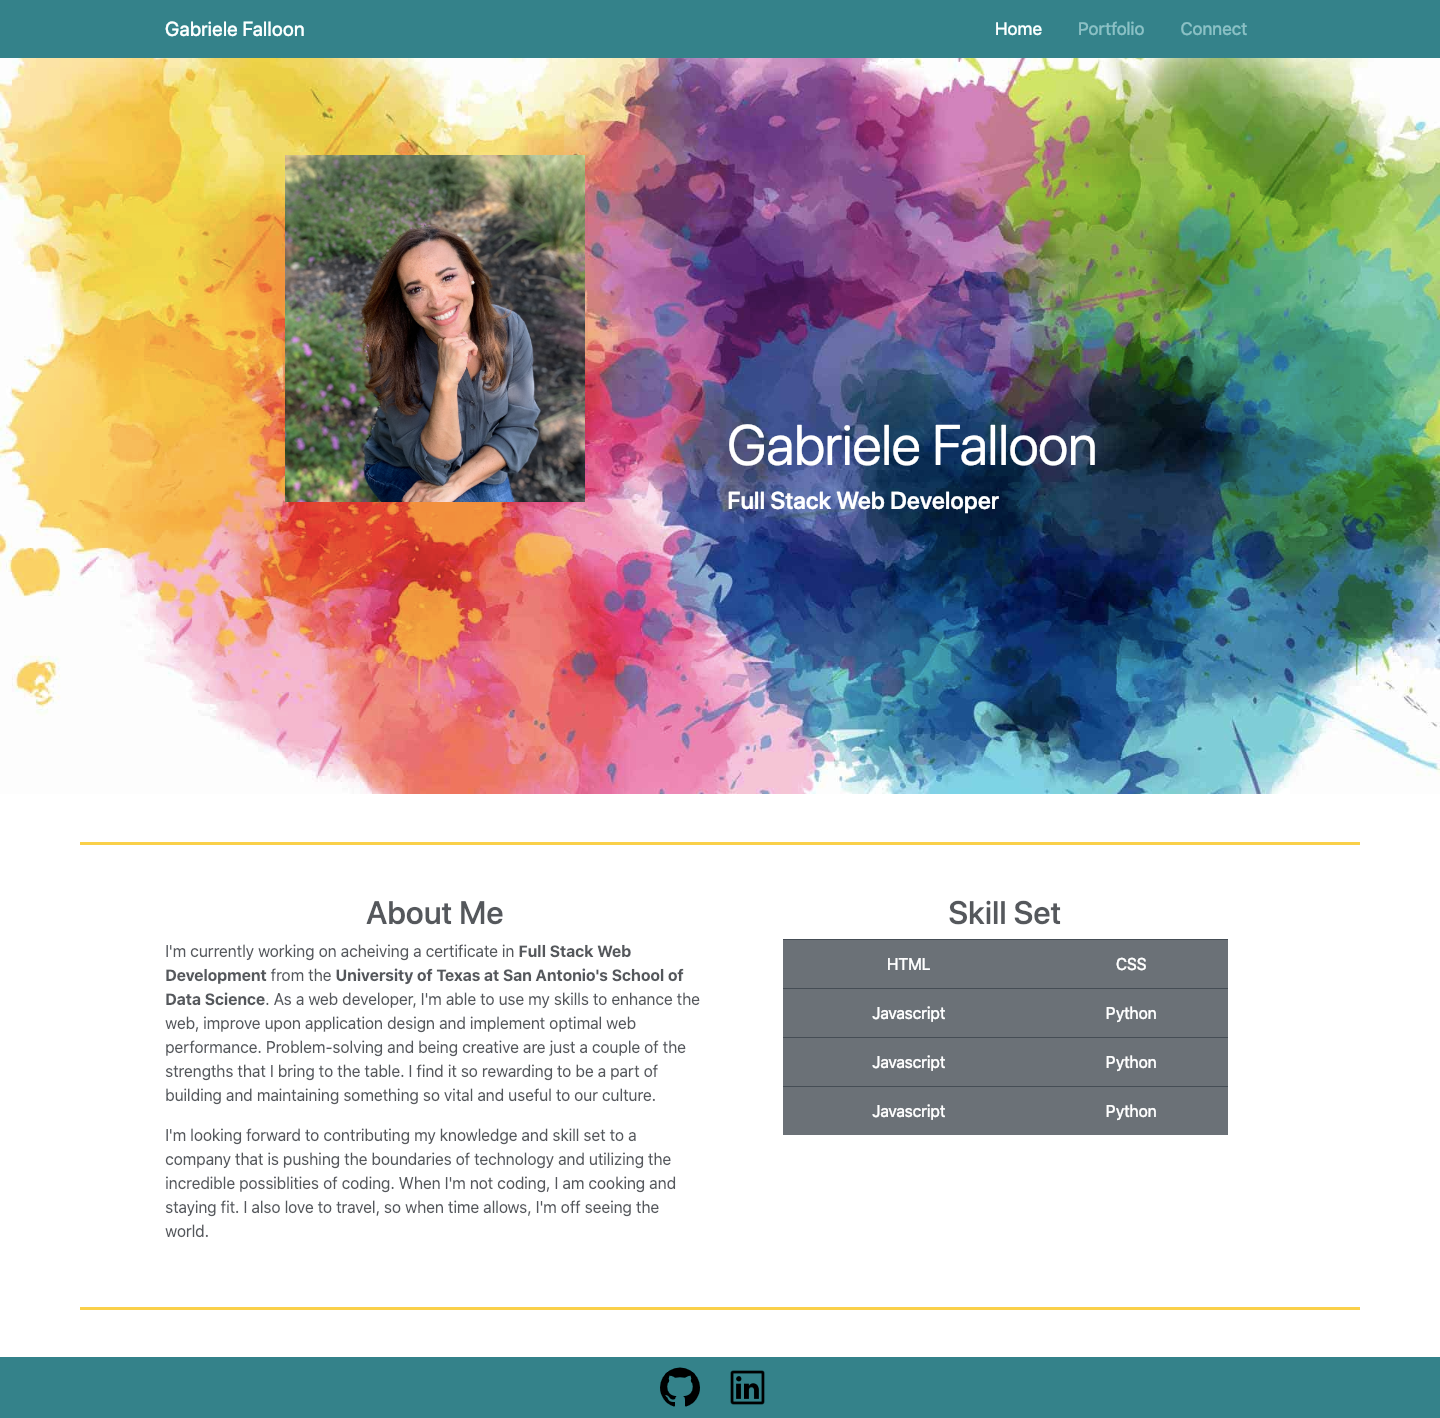 Gabriele Falloon
Home Portfolio Connect
Gabriele Falloon
Full Stack Web Developer
About Me
I'm currently working on acheiving a certificate in Full Stack Web
Development from the University of Texas at San Antonio's School of
Data Science. As a web developer, I'm able to use my skills to enhance the
web, improve upon application design and implement optimal web
performance. Problem-solving and being creative are just a couple of the
strengths that I bring to the table. I find it so rewarding to be a part of
building and maintaining something so vital and useful to our culture.
I'm looking forward to contributing my knowledge and skill set to a
company that is pushing the boundaries of technology and utilizing the
incredible possiblities of coding. When I'm not coding, I am cooking and
staying fit. I also love to travel, so when time allows, I'm off seeing the
world.
Skill Set
HTML CSS
Javascript Python
Javascript Python
Javascript Python
in